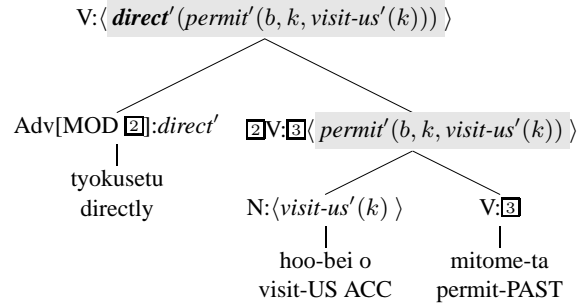 V:⟨ direct′(permit′(b, k, visit-us′(k))) ⟩
Adv[MOD 2]:direct′ 2V:3⟨ permit′(b, k, visit-us′(k)) ⟩
tyokusetu
directly
N:⟨visit-us′(k) ⟩ V:3
hoo-bei o mitome-ta
visit-US ACC permit-PAST